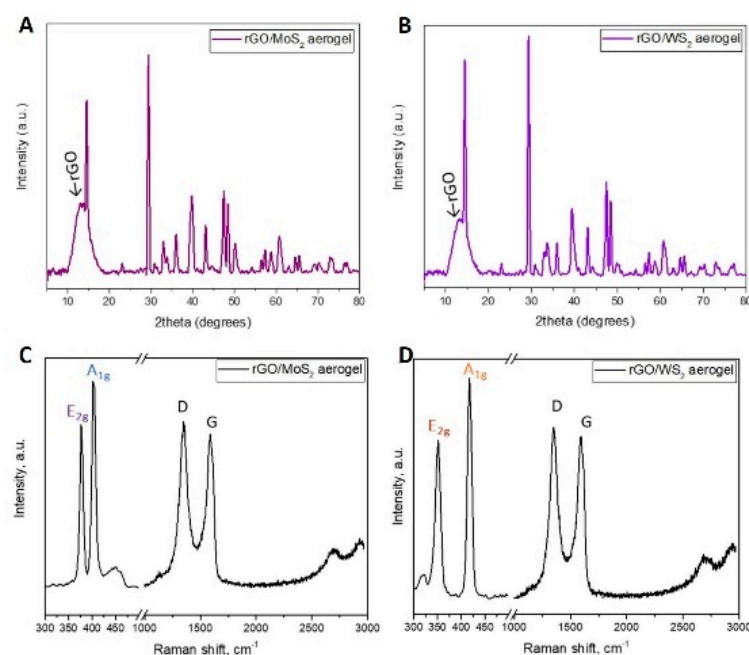 A
rGO/MoS₂ aerogel
Intensity (a.u.)
←rGO
10 20 30 40 50 60 70 80
2theta (degrees)
B
rGO/WS₂ aerogel
Intensity (a.u.)
←rGO
10 20 30 40 50 60 70 80
2theta (degrees)
C
rGO/MoS₂ aerogel
A1g
E2g
D
G
Intensity, a.u.
300 350 400 450 1000 1500 2000 2500 3000
Raman shift, cm⁻¹
D
rGO/WS₂ aerogel
A1g
E2g
D
G
Intensity, a.u.
300 350 400 450 1000 1500 2000 2500 3000
Raman shift, cm⁻¹